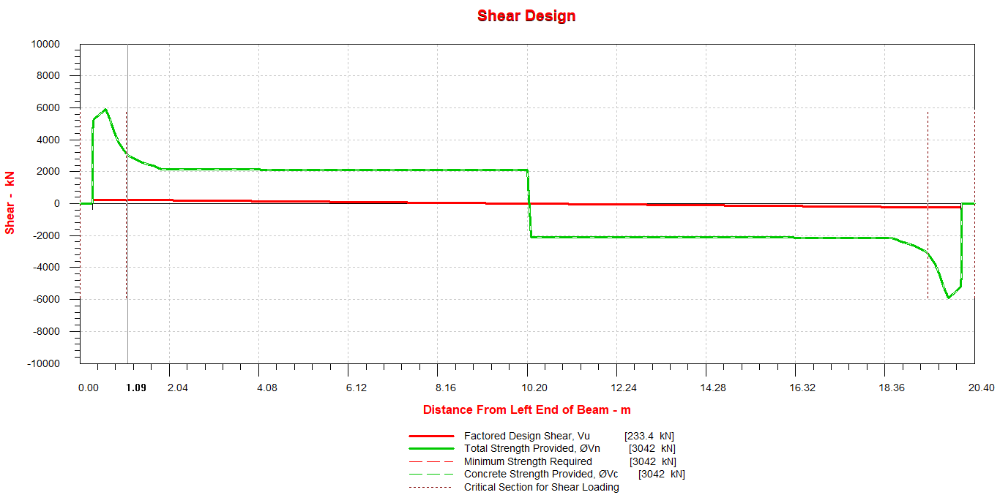 Shear Design
10000
8000
6000
4000
2000
0
-2000
-4000
-6000
-8000
-10000
Shear - kN
0.00 1.09 2.04 4.08 6.12 8.16 10.20 12.24 14.28 16.32 18.36 20.40
Distance From Left End of Beam - m
Factored Design Shear, Vu [233.4 kN]
Total Strength Provided, ØVn [3042 kN]
Minimum Strength Required [3042 kN]
Concrete Strength Provided, ØVc [3042 kN]
Critical Section for Shear Loading